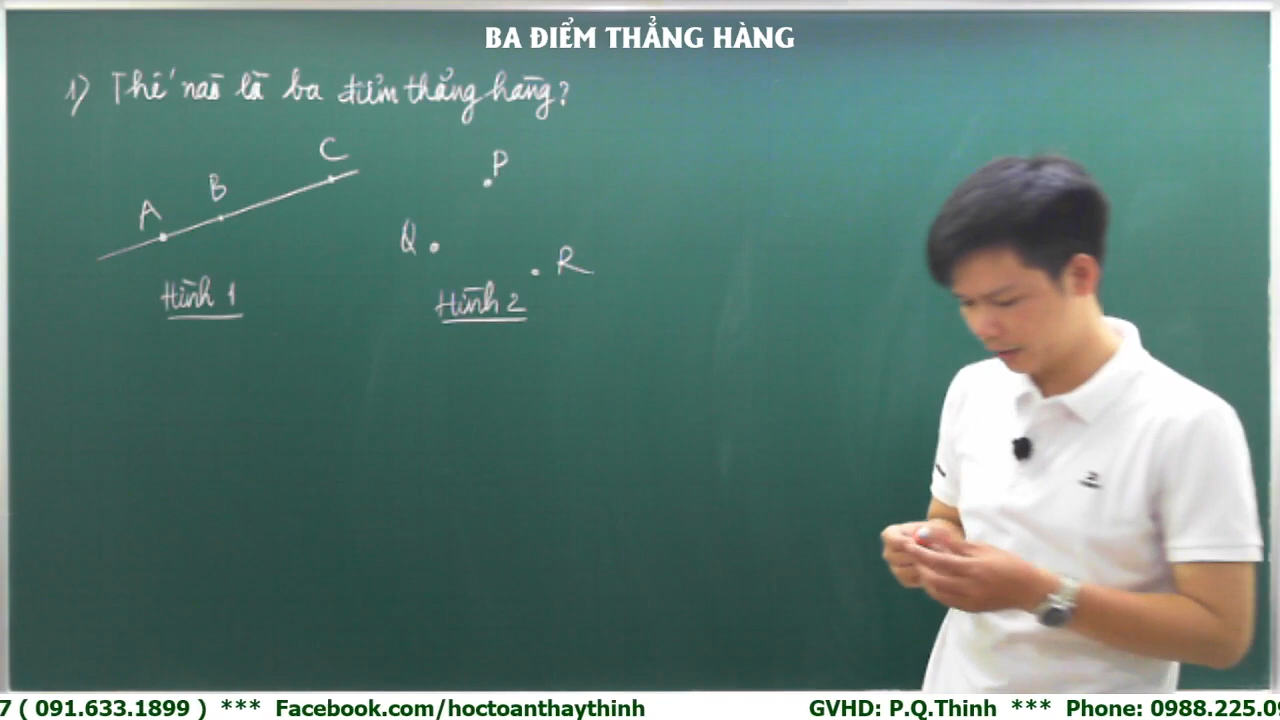 BA ĐIỂM THẲNG HÀNG
1) Thế nào là ba điểm thẳng hàng?
C
P
B
A
Q
R
Hình 1
Hình 2
7 ( 091.633.1899 ) *** Facebook.com/hoctoanthaythinh GVHD: P.Q.Thinh *** Phone: 0988.225.09